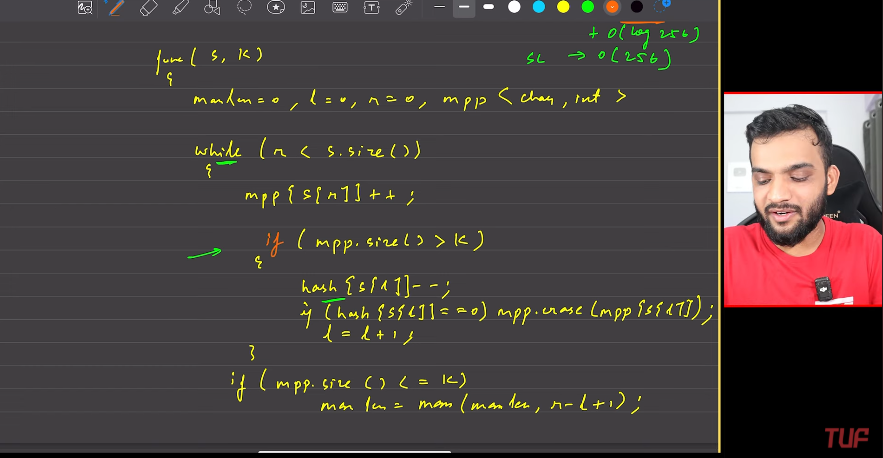 + O(log 256)
SC → O(256)
func(s, k)
{
maxlen=0, l=0, r=0, mpp<char, int>
while (r < s.size())
{
mpp[s[r]]++;
→ if (mpp.size() > k)
{
hash[s[l]]--;
if (hash[s[l]]==0) mpp.erase(mpp[s[l]]);
l = l+1;
}
if (mpp.size() <= k)
maxlen = max(maxlen, r-l+1);
TUF